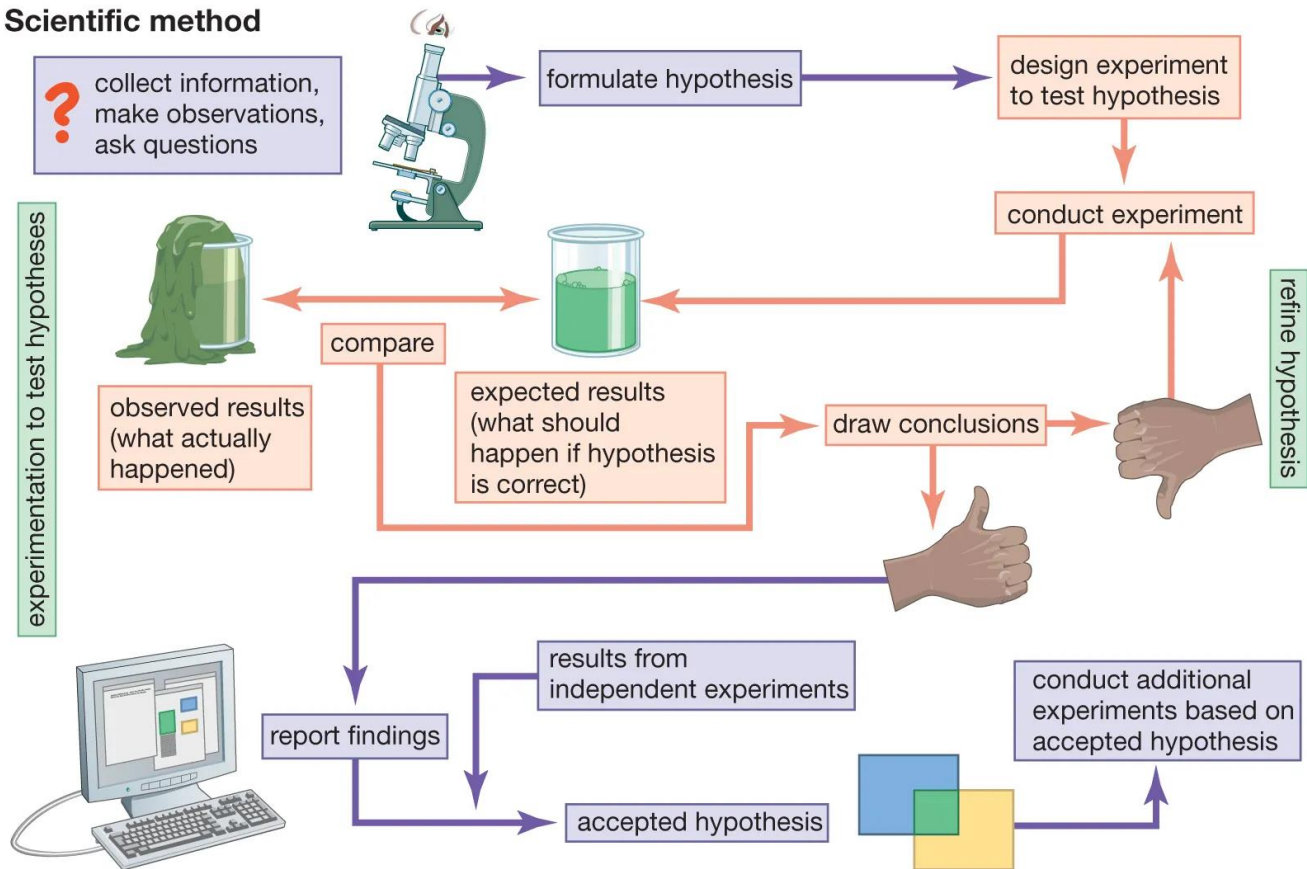 Scientific method
?
collect information,
make observations,
ask questions
formulate hypothesis
design experiment
to test hypothesis
conduct experiment
experimentation to test hypotheses
compare
observed results
(what actually
happened)
expected results
(what should
happen if hypothesis
is correct)
draw conclusions
refine hypothesis
results from
independent experiments
report findings
accepted hypothesis
conduct additional
experiments based on
accepted hypothesis